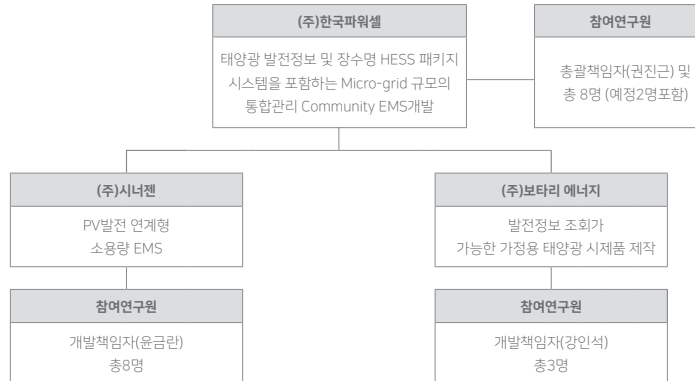 (주)한국파워셀
태양광 발전정보 및 장수명 HESS 패키지
시스템을 포함하는 Micro-grid 규모의
통합관리 Community EMS개발
참여연구원
총괄책임자(권진근) 및
총 8명 (예정2명포함)
(주)시너젠
PV발전 연계형
소용량 EMS
참여연구원
개발책임자(윤금란)
총8명
(주)보타리 에너지
발전정보 조회가
가능한 가정용 태양광 시제품 제작
참여연구원
개발책임자(강인석)
총3명